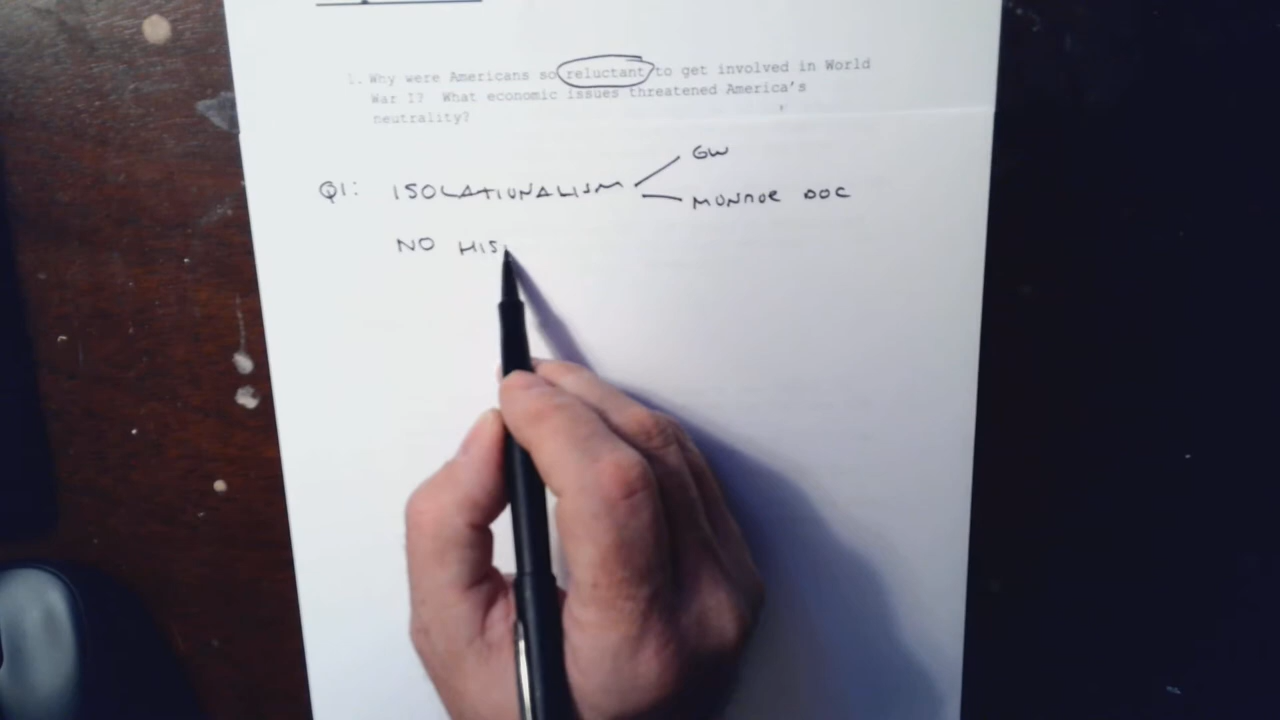 1. Why were Americans so reluctant to get involved in World
War I? What economic issues threatened America's
neutrality?
GW
Q1: ISOLATIONALISM
MONROE DOC
NO HIS